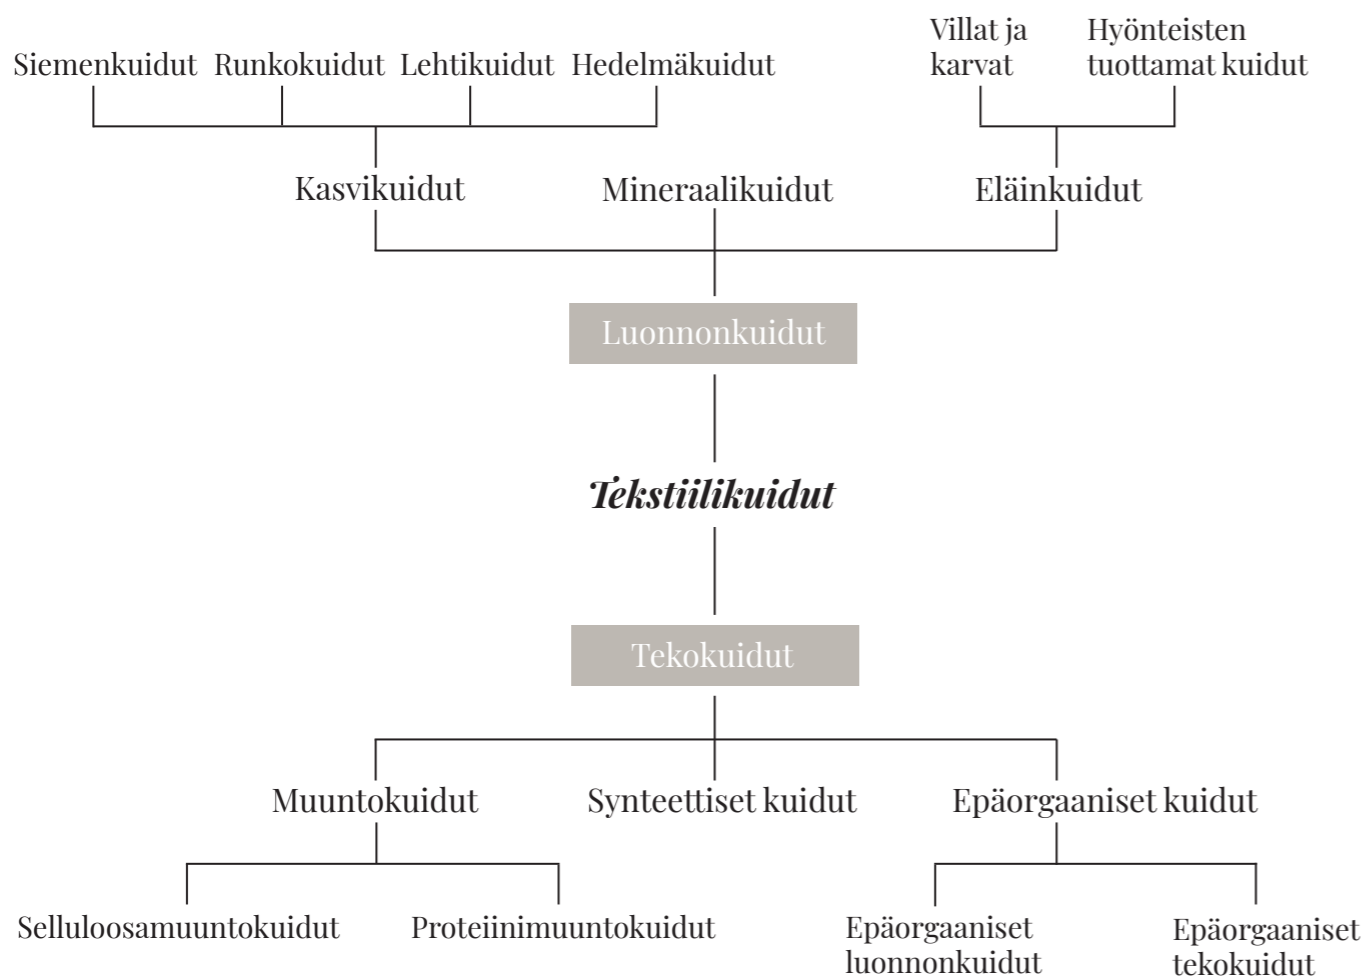 Villat ja
karvat
Hyönteisten
tuottamat kuidut
Siemenkuidut
Runkokuidut
Lehtikuidut
Hedelmäkuidut
Kasvikuidut
Mineraalikuidut
Eläinkuidut
Luonnonkuidut
Tekstiilikuidut
Tekokuidut
Muuntokuidut
Synteettiset kuidut
Epäorgaaniset kuidut
Selluloosamuuntokuidut
Proteiinimuuntokuidut
Epäorgaaniset
luonnonkuidut
Epäorgaaniset
tekokuidut